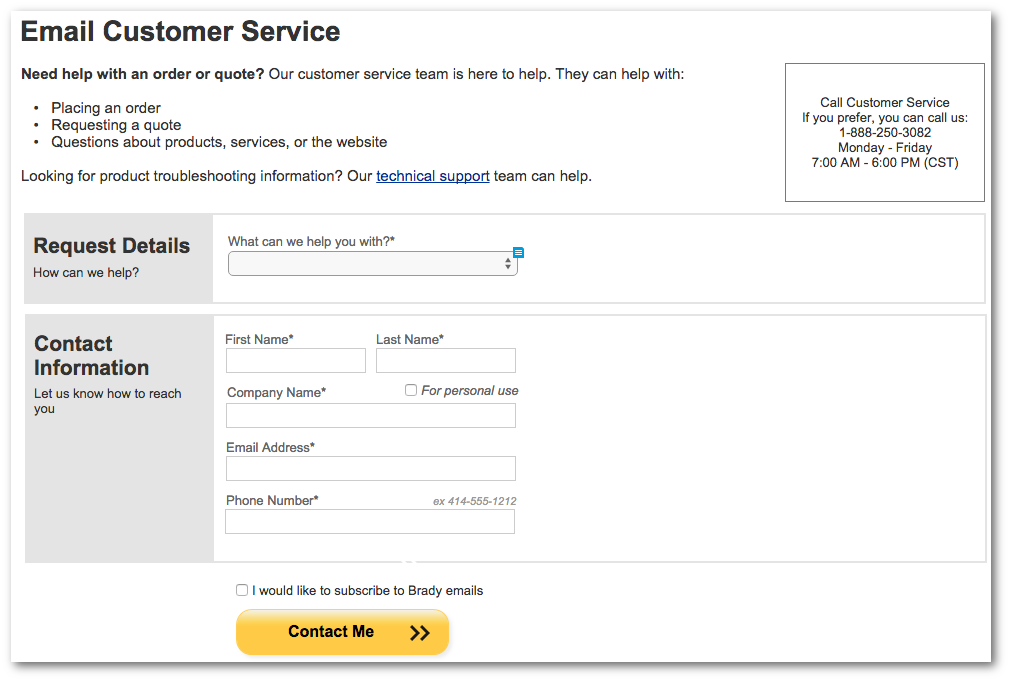 Email Customer Service
Need help with an order or quote? Our customer service team is here to help. They can help with:
• Placing an order
• Requesting a quote
• Questions about products, services, or the website
Looking for product troubleshooting information? Our technical support team can help.
Call Customer Service
If you prefer, you can call us:
1-888-250-3082
Monday - Friday
7:00 AM - 6:00 PM (CST)
Request Details
How can we help?
What can we help you with?*
Contact
Information
Let us know how to reach
you
First Name* Last Name*
Company Name* For personal use
Email Address*
Phone Number* ex 414-555-1212
I would like to subscribe to Brady emails
Contact Me